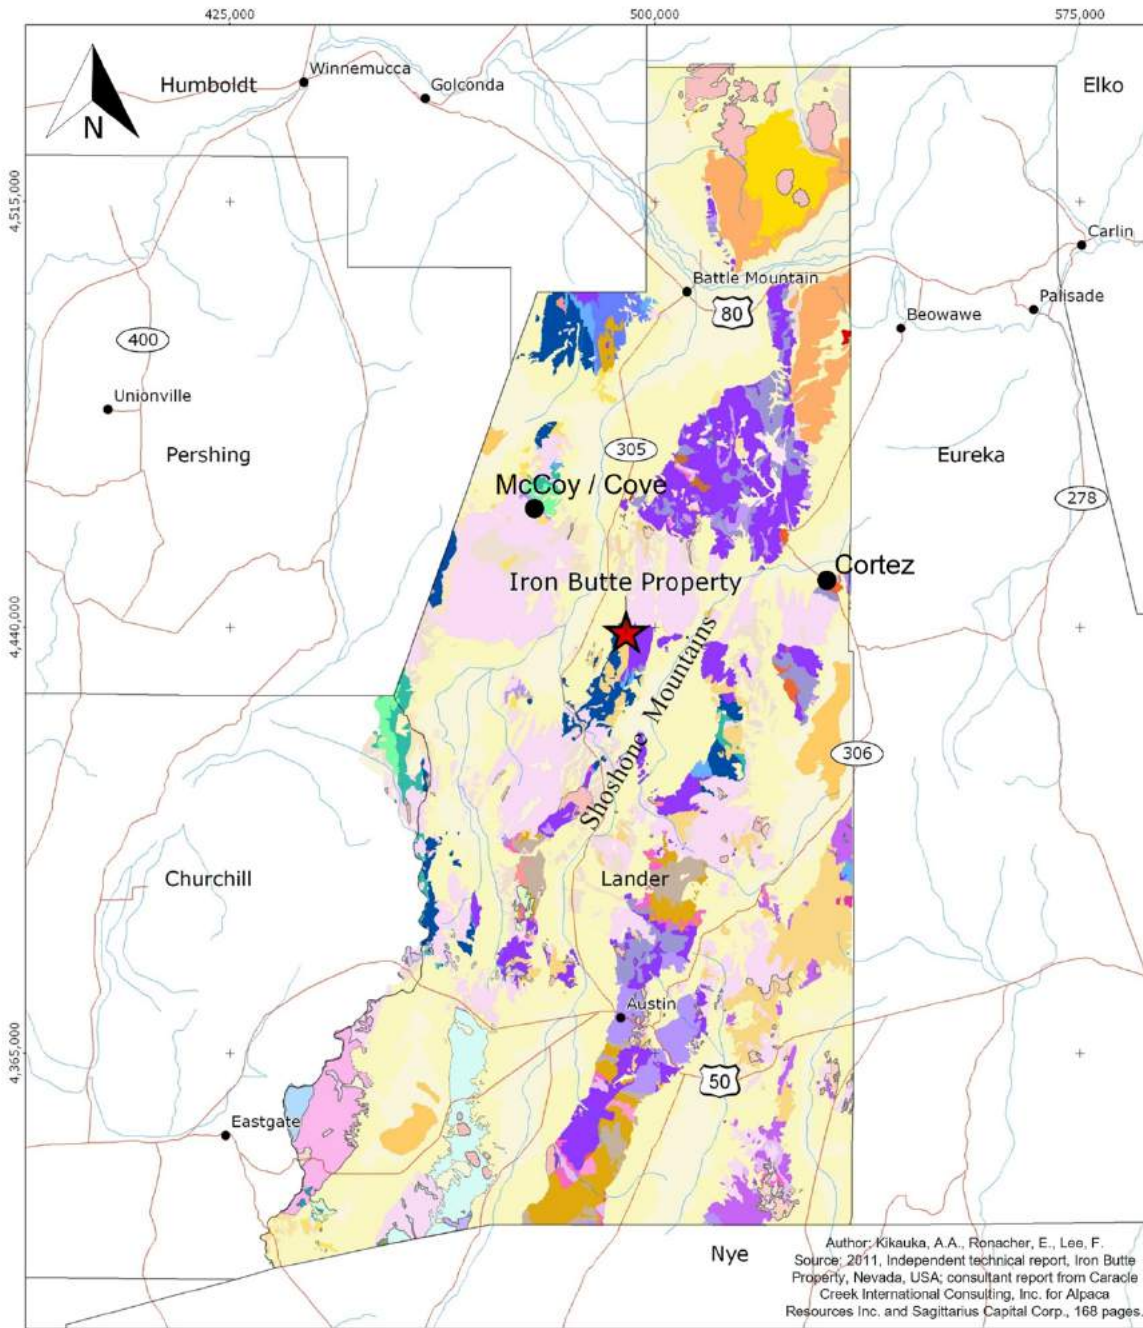 425,000
500,000
575,000
Humboldt
Winnemucca
Golconda
Elko
N
4,515,000
Carlin
Battle Mountain
80
Palisade
Beowawe
400
Unionville
305
Pershing
Eureka
McCoy / Cove
278
Cortez
Iron Butte Property
4,440,000
Shoshone Mountains
306
Churchill
Lander
Austin
4,365,000
50
Eastgate
Nye
Author: Kikauka, A.A., Ronacher, E., Lee, F.
Source: 2011, Independent technical report, Iron Butte
Property, Nevada, USA; consultant report from Caracle
Creek International Consulting, Inc. for Alpaca
Resources Inc. and Sagittarius Capital Corp., 168 pages.